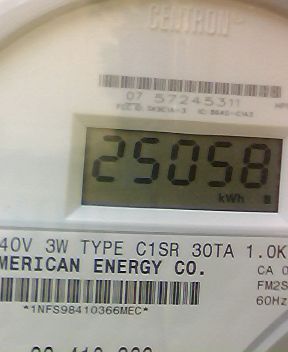 CENTRON
07 57245311
25058
kWh
40V 3W TYPE C1SR 30TA 1.0K
MERICAN ENERGY CO.
CA 0
FM2S
60Hz
*1NFS98410366MEC*